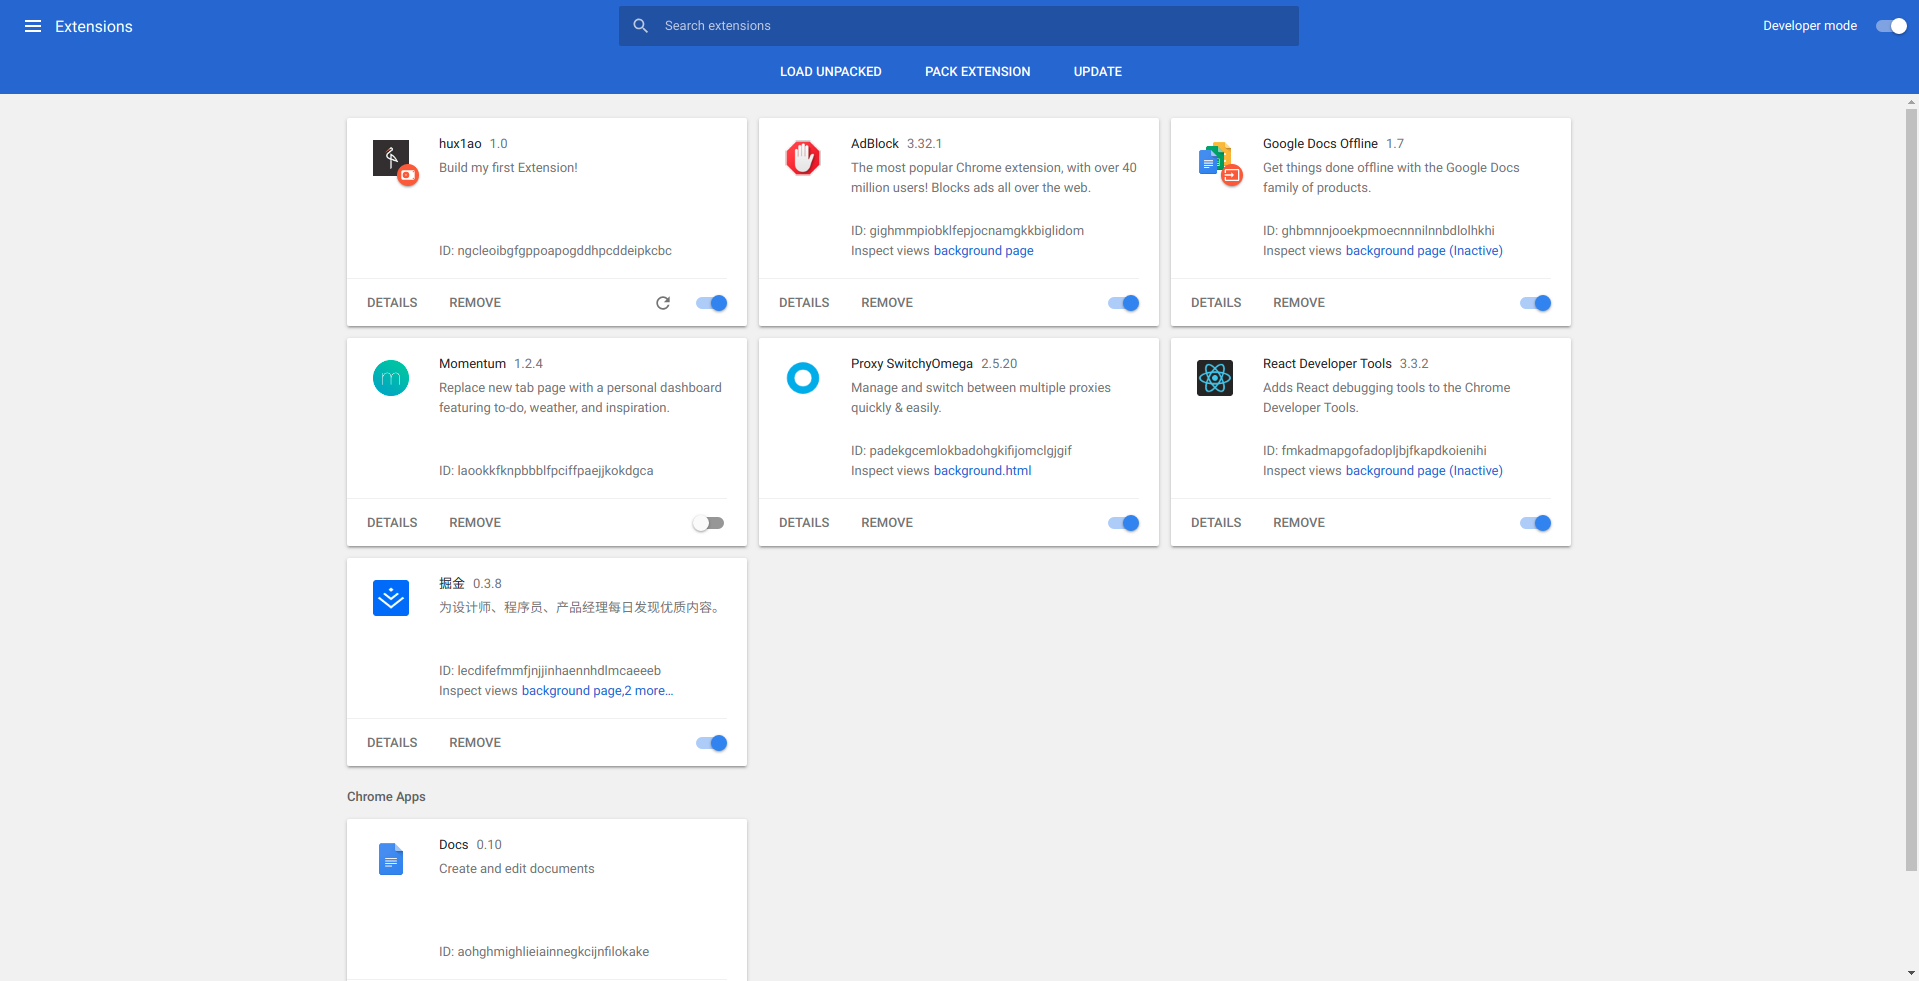 Extensions
Search extensions
Developer mode
LOAD UNPACKED
PACK EXTENSION
UPDATE
hux1ao 1.0
Build my first Extension!
ID: ngcleoibgfgppoapogddhpcddeipkcbc
DETAILS
REMOVE
AdBlock 3.32.1
The most popular Chrome extension, with over 40
million users! Blocks ads all over the web.
ID: gighmmpiobklfepjocnamgkkbiglidom
Inspect views background page
DETAILS
REMOVE
Google Docs Offline 1.7
Get things done offline with the Google Docs
family of products.
ID: ghbmnnjooekpmoecnnnilnnbdlolhkhi
Inspect views background page (Inactive)
DETAILS
REMOVE
Momentum 1.2.4
Replace new tab page with a personal dashboard
featuring to-do, weather, and inspiration.
ID: laookkfknpbbblfpciffpaejjkokdgca
DETAILS
REMOVE
Proxy SwitchyOmega 2.5.20
Manage and switch between multiple proxies
quickly & easily.
ID: padekgcemlokbadohgkifijomclgjgif
Inspect views background.html
DETAILS
REMOVE
React Developer Tools 3.3.2
Adds React debugging tools to the Chrome
Developer Tools.
ID: fmkadmapgofadopljbjfkapdkoienihi
Inspect views background page (Inactive)
DETAILS
REMOVE
掘金 0.3.8
为设计师、程序员、产品经理每日发现优质内容。
ID: lecdifefmmfjnjjinhaennhdlmcaeeeb
Inspect views background page,2 more...
DETAILS
REMOVE
Chrome Apps
Docs 0.10
Create and edit documents
ID: aohghmighlieiainnegkcijnfilokake